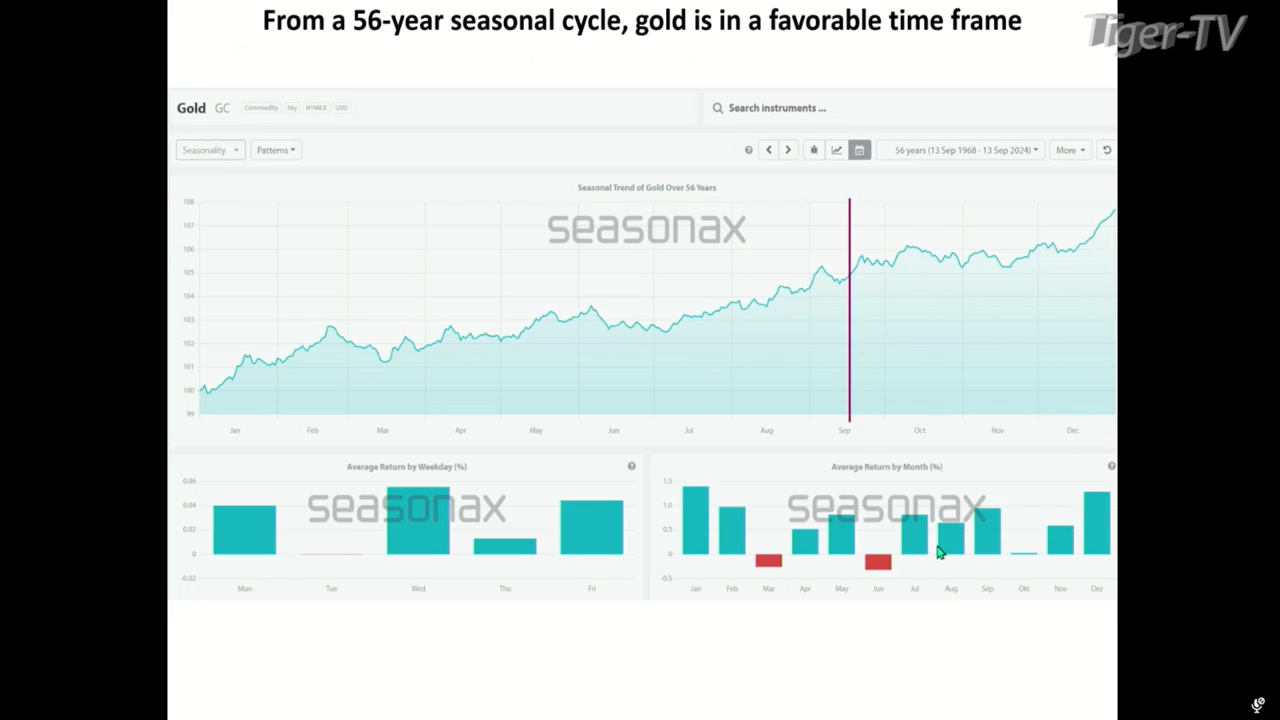 From a 56-year seasonal cycle, gold is in a favorable time frame
Tiger-TV
Gold GC Commodity 56y NYMEX USD
Search instruments ...
Seasonality Patterns
56 years (13 Sep 1968 - 13 Sep 2024) More
Seasonal Trend of Gold Over 56 Years
seasonax
108
107
106
105
104
103
102
101
100
99
Jan Feb Mar Apr May Jun Jul Aug Sep Oct Nov Dec
Average Return by Weekday (%)
seasonax
0.06
0.04
0.02
0
-0.02
Mon Tue Wed Thu Fri
Average Return by Month (%)
seasonax
1.5
1.0
0.5
0
-0.5
Jan Feb Mar Apr May Jun Jul Aug Sep Okt Nov Dez